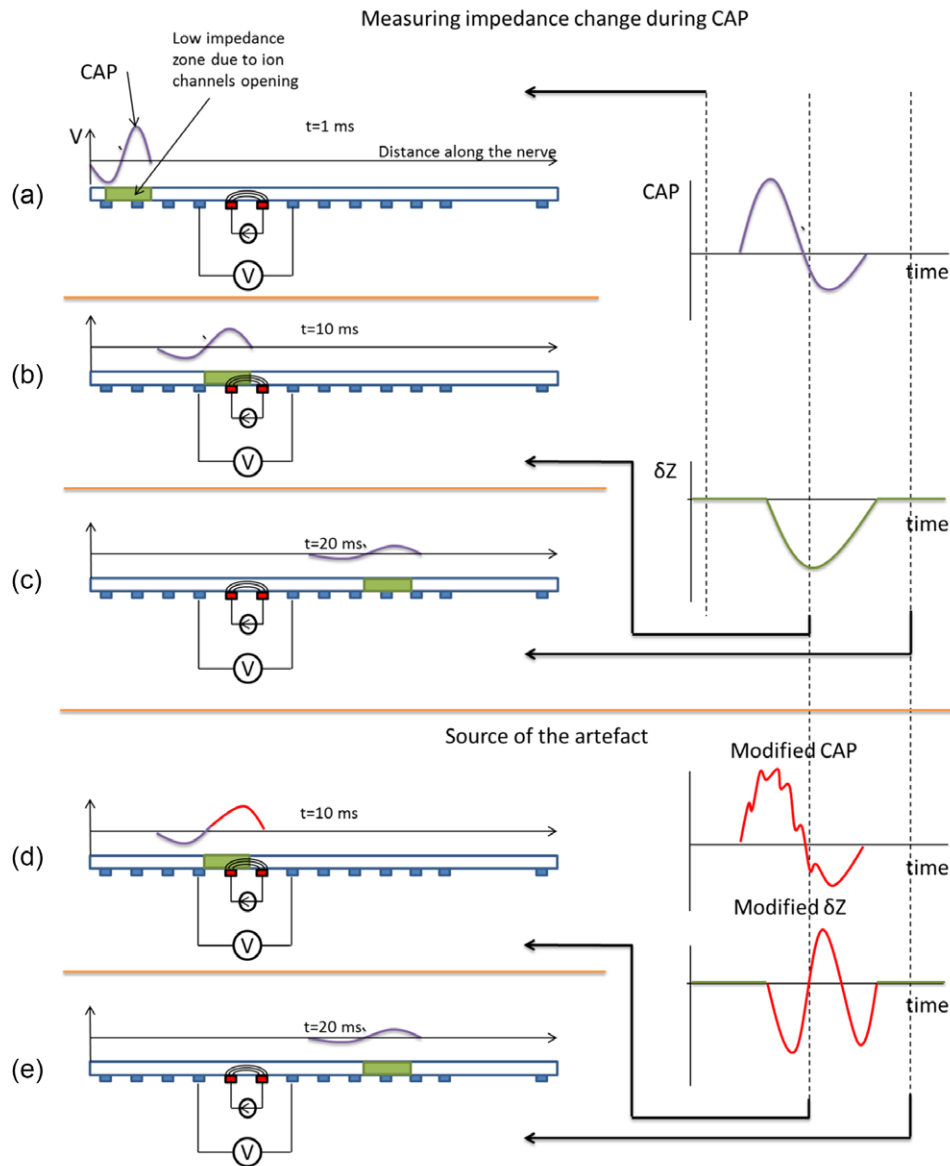 Measuring impedance change during CAP
Low impedance
zone due to ion
channels opening
CAP
t=1 ms
V
Distance along the nerve
(a)
V
CAP
time
t=10 ms
(b)
V
δZ
time
t=20 ms
(c)
V
Source of the artefact
Modified CAP
t=10 ms
(d)
time
V
Modified δZ
time
t=20 ms
(e)
V